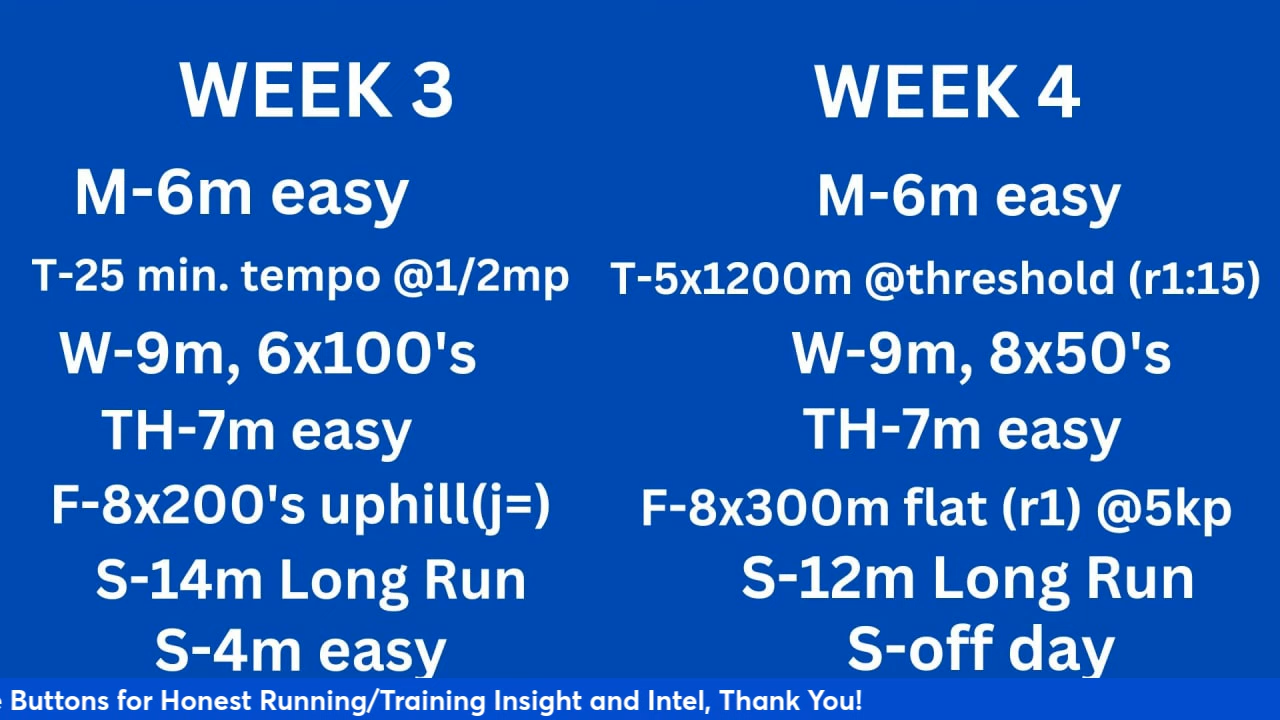 WEEK 3
M-6m easy
T-25 min. tempo @1/2mp
W-9m, 6x100's
TH-7m easy
F-8x200's uphill(j=)
S-14m Long Run
S-4m easy
WEEK 4
M-6m easy
T-5x1200m @threshold (r1:15)
W-9m, 8x50's
TH-7m easy
F-8x300m flat (r1) @5kp
S-12m Long Run
S-off day
Buttons for Honest Running/Training Insight and Intel, Thank You!